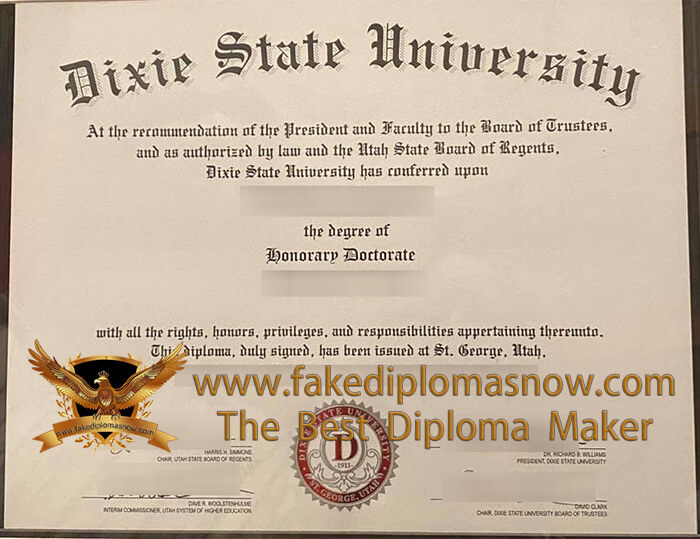 Dixie State University
At the recommendation of the President and Faculty to the Board of Trustees,
and as authorized by law and the Utah State Board of Regents,
Dixie State University has conferred upon
the degree of
Honorary Doctorate
with all the rights, honors, privileges, and responsibilities appertaining thereunto.
This diploma, duly signed, has been issued at St. George, Utah,
www.fakediplomasnow.com
www.fakediplomasnow.com
The Best Diploma Maker
HARRIS H. SIMMONS
CHAIR, UTAH STATE BOARD OF REGENTS
DIXIE STATE UNIVERSITY
D
-1911-
ST. GEORGE, UTAH
DR. RICHARD B. WILLIAMS
PRESIDENT, DIXIE STATE UNIVERSITY
DAVE R. WOOLSTENHULME
INTERIM COMMISSIONER, UTAH SYSTEM OF HIGHER EDUCATION
DAVID CLARK
CHAIR, DIXIE STATE UNIVERSITY BOARD OF TRUSTEES